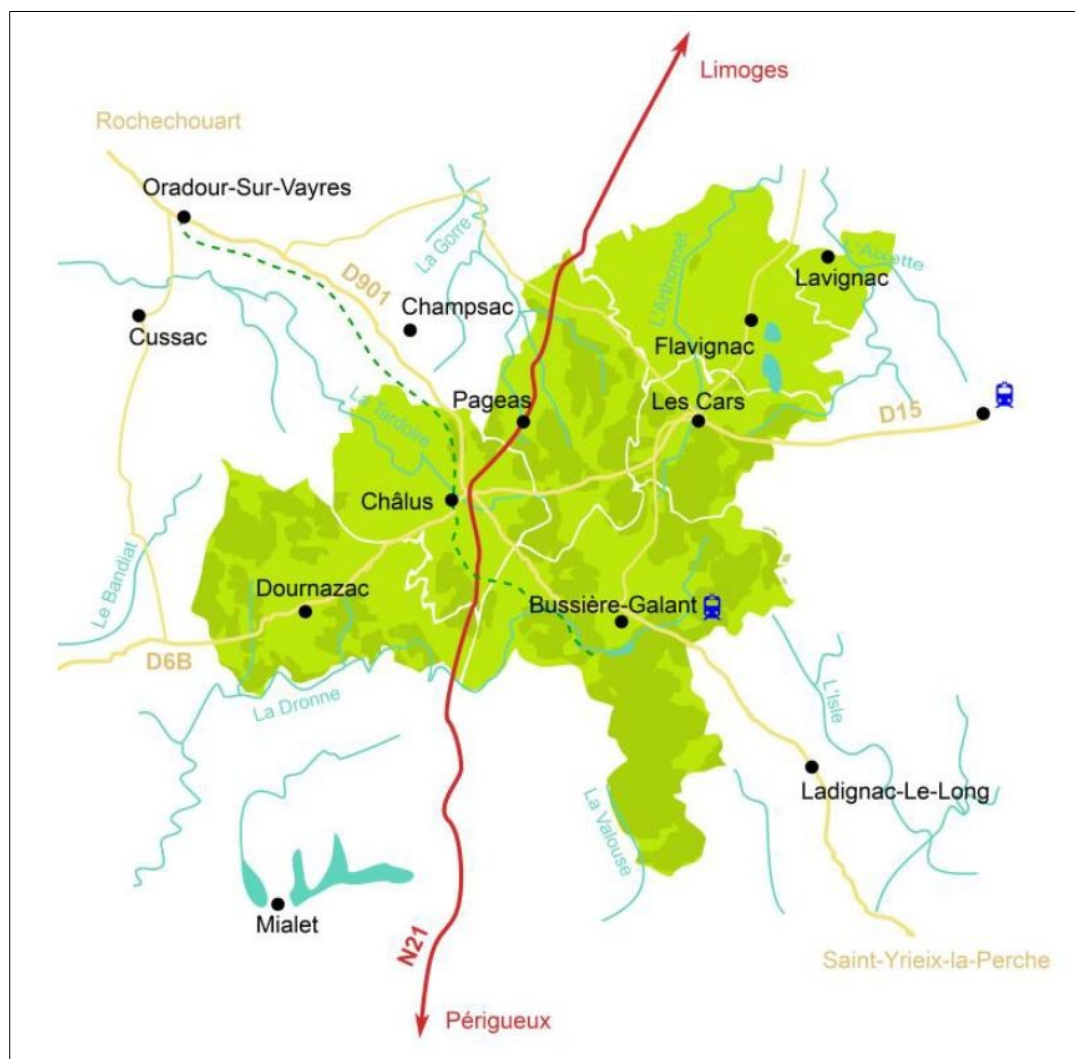 Limoges
Rochechouart
Oradour-Sur-Vayres
La Gorre
L'Arthonnet
L'Aixette
Lavignac
D901
Champsac
Cussac
Flavignac
La Tardoire
Pageas
Les Cars
D15
Châlus
Le Bandiat
Dournazac
Bussière-Galant
D6B
La Dronne
L'Isle
La Valouse
Ladignac-Le-Long
Mialet
N21
Saint-Yrieix-la-Perche
Périgueux